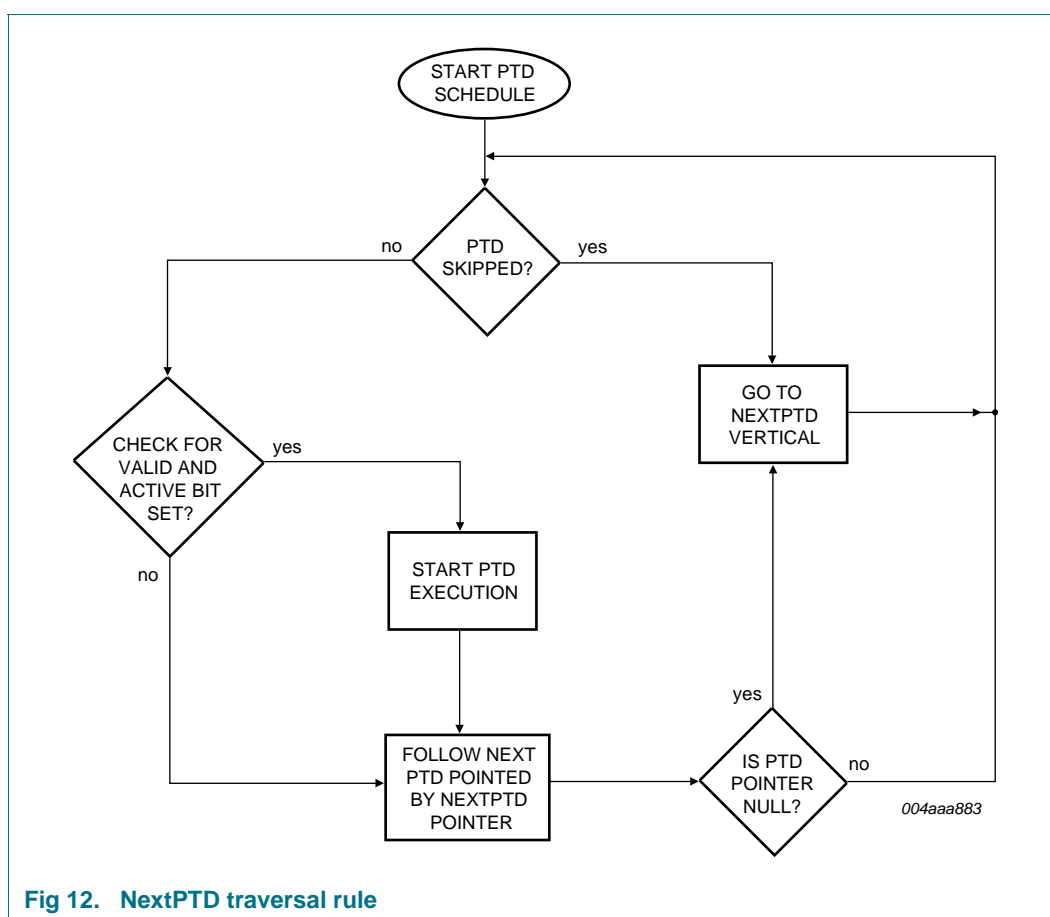 START PTD
SCHEDULE
no
PTD
SKIPPED?
yes
GO TO
NEXTPTD
VERTICAL
CHECK FOR
VALID AND
ACTIVE BIT
SET?
yes
no
START PTD
EXECUTION
FOLLOW NEXT
PTD POINTED
BY NEXTPTD
POINTER
yes
IS PTD
POINTER
NULL?
no
004aaa883
Fig 12. NextPTD traversal rule